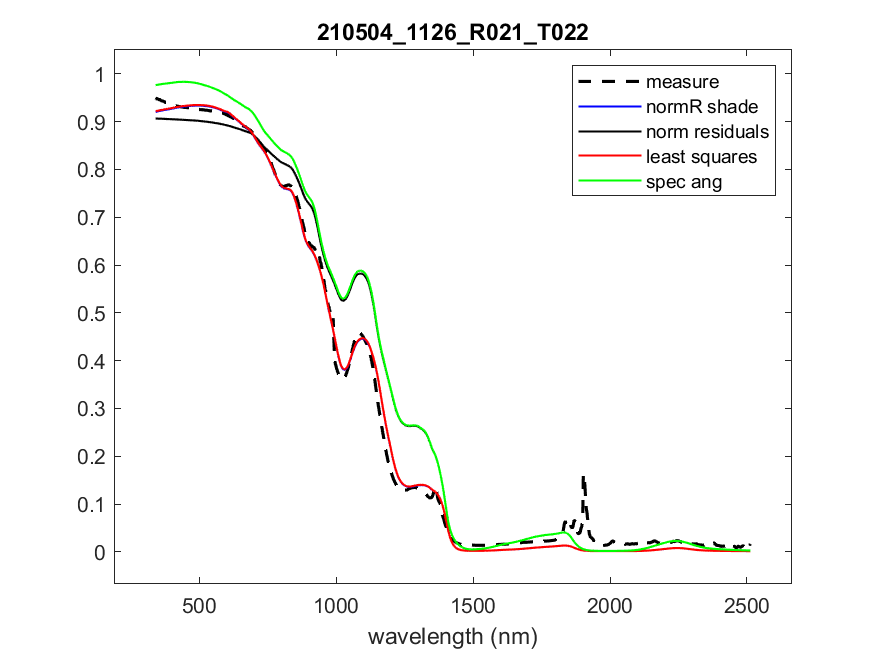 210504_1126_R021_T022
measure
normR shade
norm residuals
least squares
spec ang
1
0.9
0.8
0.7
0.6
0.5
0.4
0.3
0.2
0.1
0
500 1000 1500 2000 2500
wavelength (nm)